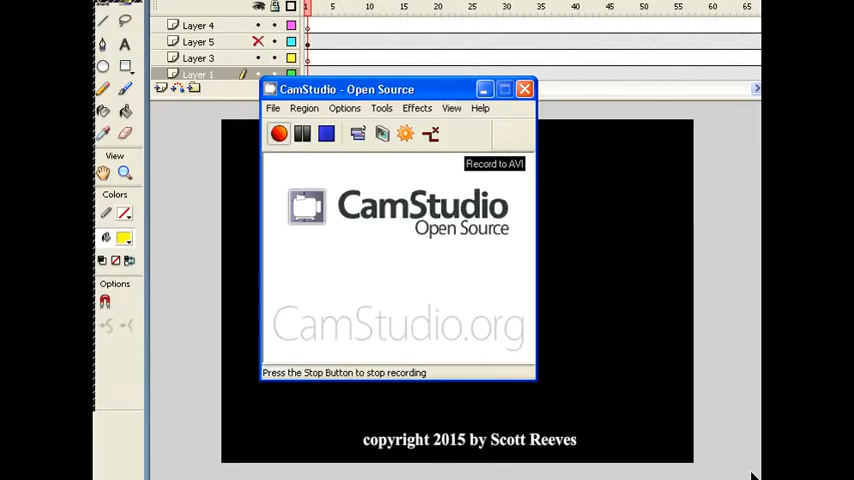 1 5 10 15 20 25 30 35 40 45 50 55 60 65
Layer 4
Layer 5
Layer 3
Layer 1
A
View
Colors
Options
CamStudio - Open Source
File Region Options Tools Effects View Help
Record to AVI
CamStudio
Open Source
CamStudio.org
Press the Stop Button to stop recording
copyright 2015 by Scott Reeves